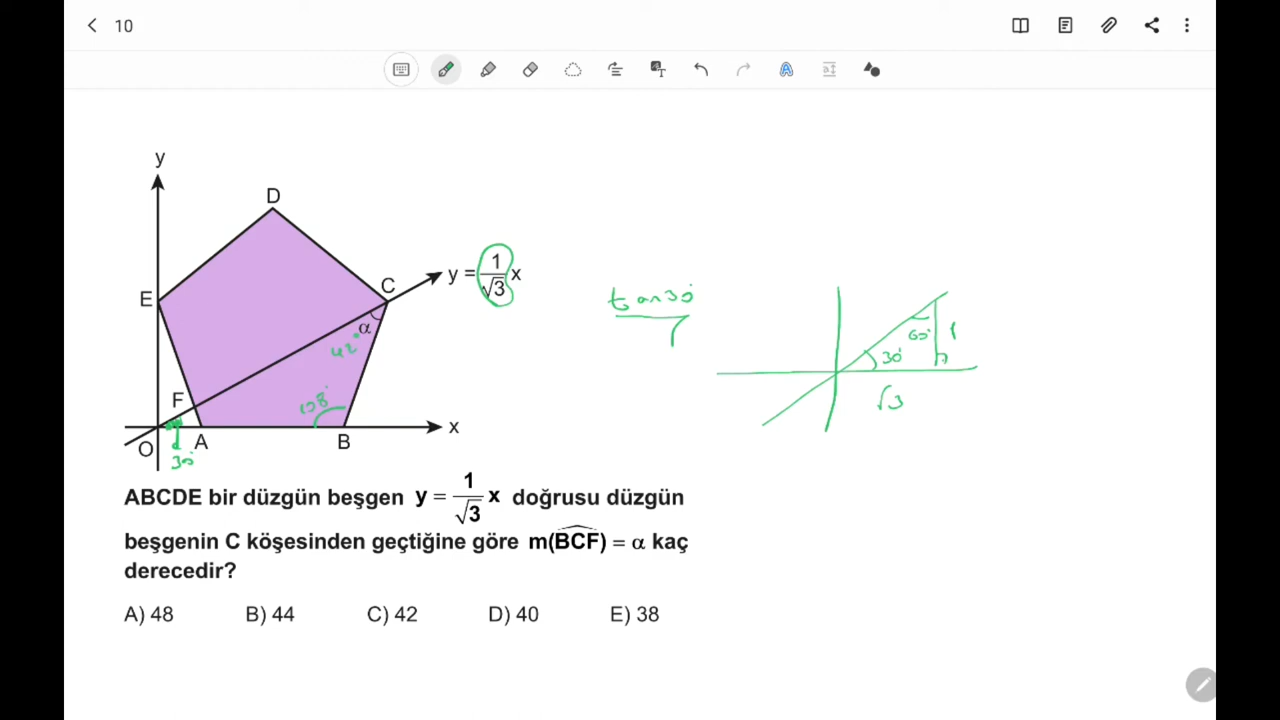 10
y
D
y = 1/√3 x
C
E
α
42°
tan30°
60°
1
30°
√3
F
108°
x
O
A
B
30°
ABCDE bir düzgün beşgen y = 1/√3 x doğrusu düzgün
beşgenin C köşesinden geçtiğine göre m(BCF) = α kaç
derecedir?
A) 48 B) 44 C) 42 D) 40 E) 38